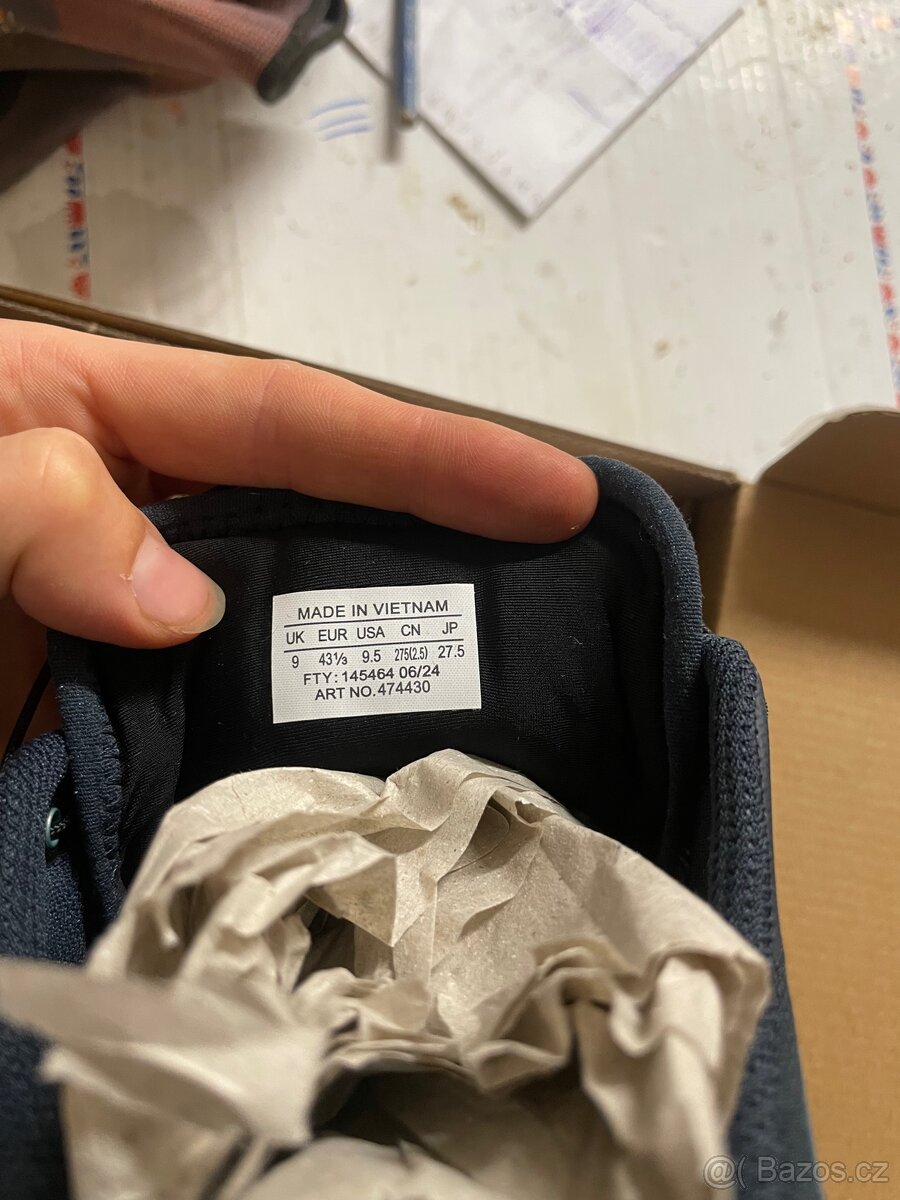 MADE IN VIETNAM
UK EUR USA CN JP
9 43⅓ 9.5 275(2.5) 27.5
FTY: 145464 06/24
ART NO. 474430
@( Bazos.cz